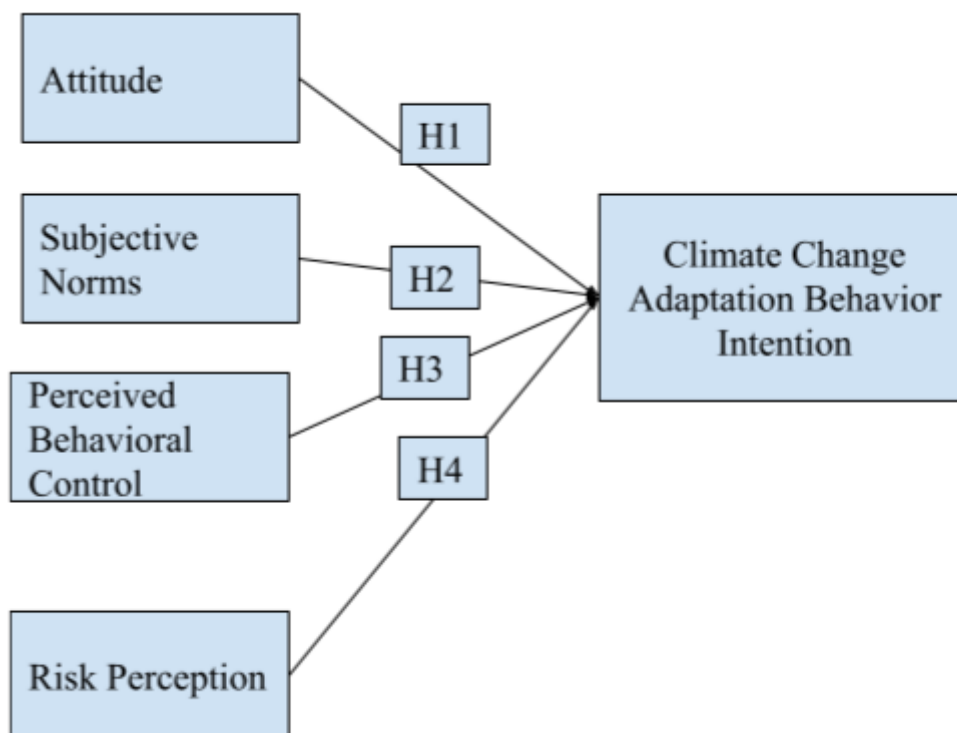 Attitude
H1
Subjective
Norms
H2
Climate Change
Adaptation Behavior
Intention
H3
Perceived
Behavioral
Control
H4
Risk Perception